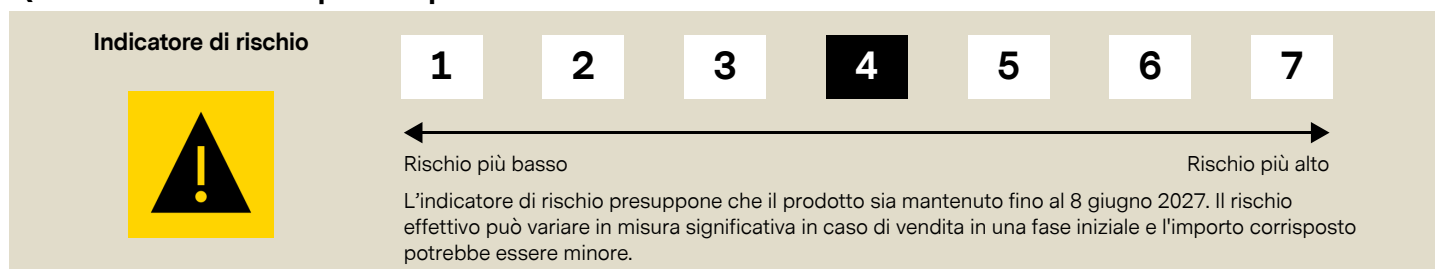 Indicatore di rischio
1 2 3 4 5 6 7
Rischio più basso
Rischio più alto
L'indicatore di rischio presuppone che il prodotto sia mantenuto fino al 8 giugno 2027. Il rischio
effettivo può variare in misura significativa in caso di vendita in una fase iniziale e l'importo corrisposto
potrebbe essere minore.